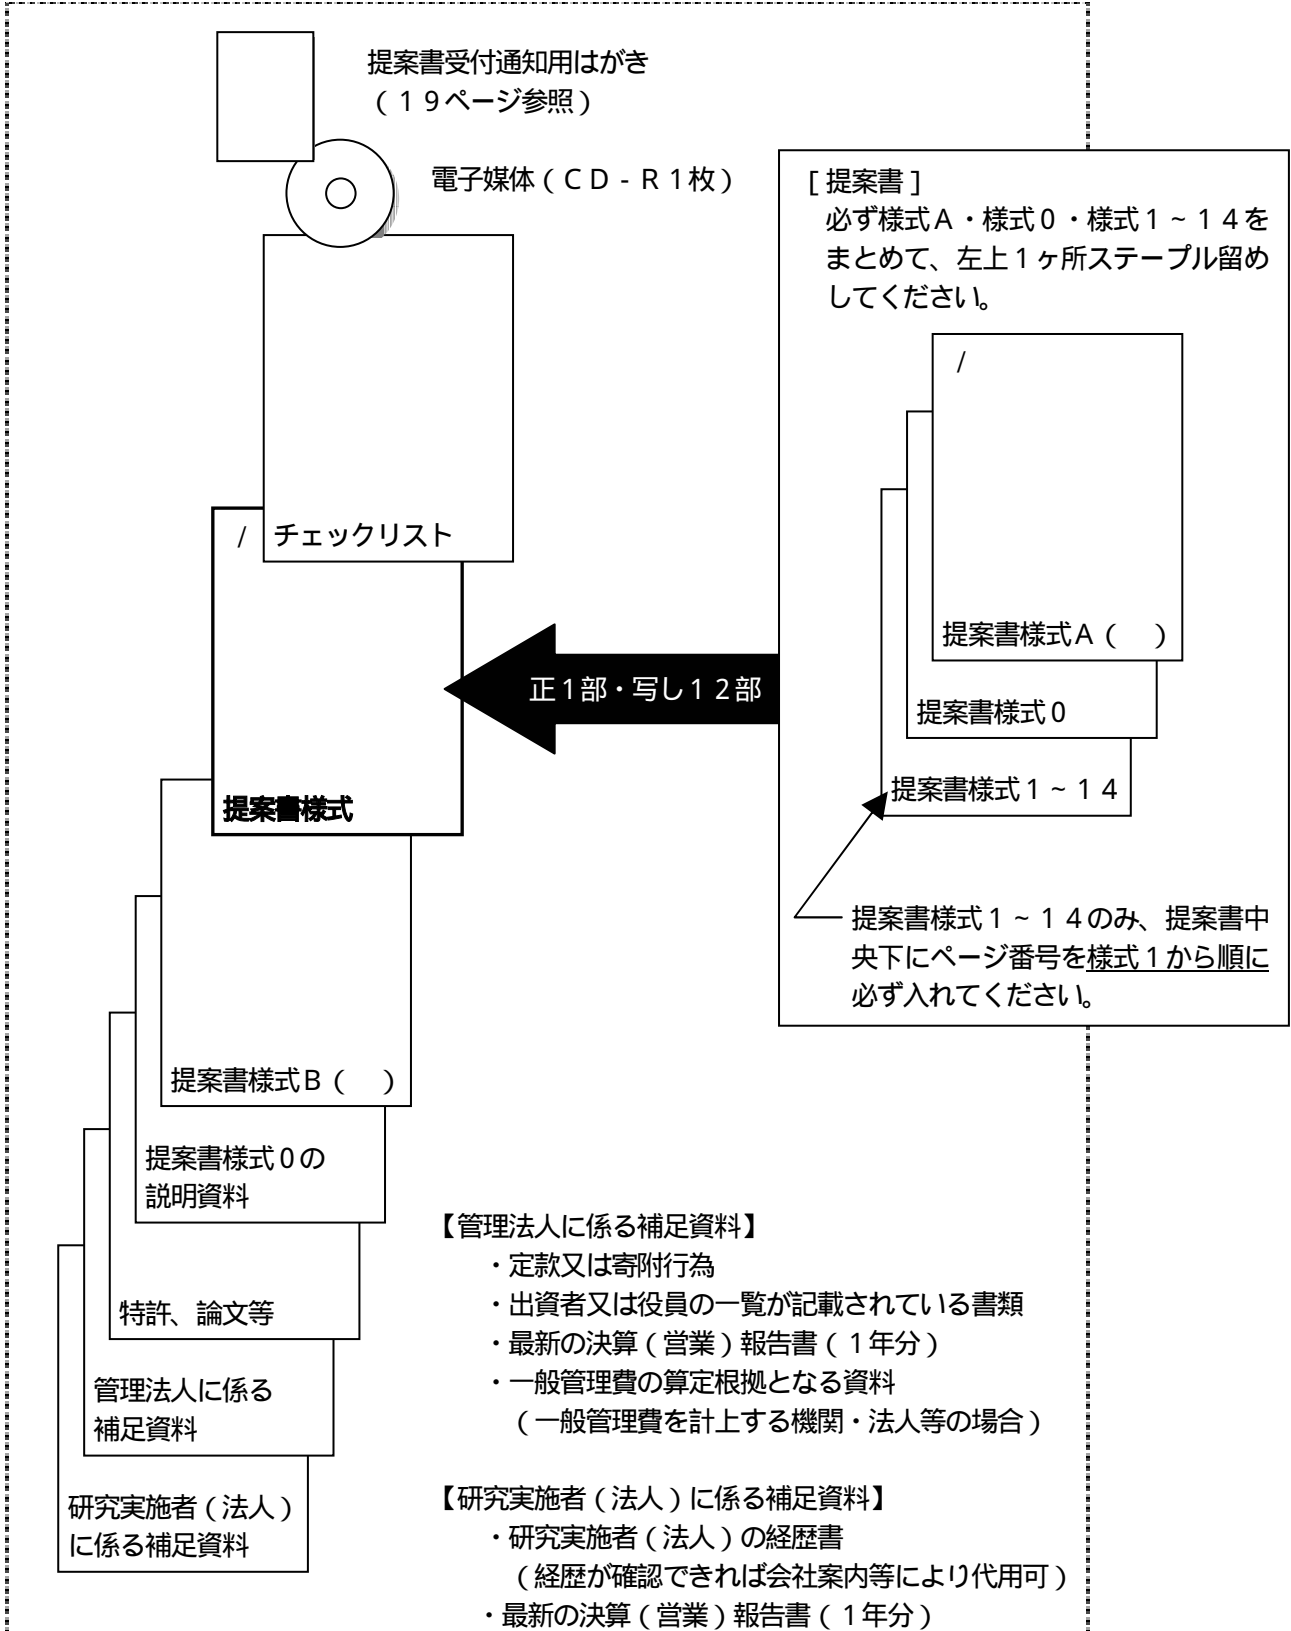 提案書受付通知用はがき
（１９ページ参照）
電子媒体（ＣＤ‐Ｒ１枚）
[ 提案書 ]
必ず様式Ａ・様式０・様式１～１４を
まとめて、左上１ヶ所ステープル留め
してください。
/
提案書様式Ａ（　）
提案書様式０
提案書様式１～１４
提案書様式１～１４のみ、提案書中
央下にページ番号を様式１から順に
必ず入れてください。
正１部・写し１２部
/
チェックリスト
提案書様式
提案書様式Ｂ（　）
提案書様式０の
説明資料
特許、論文等
管理法人に係る
補足資料
研究実施者（法人）
に係る補足資料
【管理法人に係る補足資料】
・定款又は寄附行為
・出資者又は役員の一覧が記載されている書類
・最新の決算（営業）報告書（１年分）
・一般管理費の算定根拠となる資料
（一般管理費を計上する機関・法人等の場合）
【研究実施者（法人）に係る補足資料】
・研究実施者（法人）の経歴書
（経歴が確認できれば会社案内等により代用可）
・最新の決算（営業）報告書（１年分）